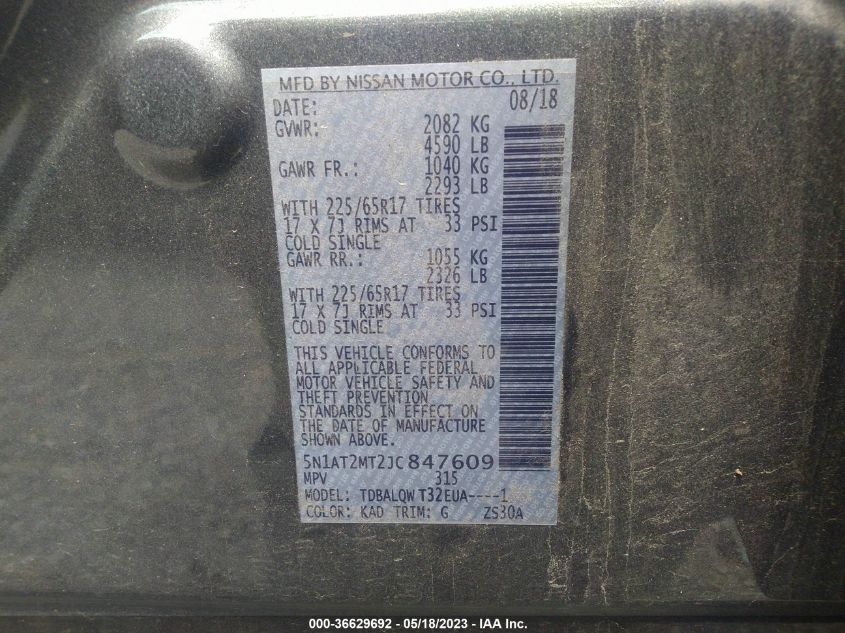 MFD BY NISSAN MOTOR CO., LTD.
DATE: 08/18
GVWR: 2082 KG
4590 LB
GAWR FR.: 1040 KG
2293 LB
WITH 225/65R17 TIRES
17 X 7J RIMS AT 33 PSI
COLD SINGLE
GAWR RR.: 1055 KG
2326 LB
WITH 225/65R17 TIRES
17 X 7J RIMS AT 33 PSI
COLD SINGLE
THIS VEHICLE CONFORMS TO
ALL APPLICABLE FEDERAL
MOTOR VEHICLE SAFETY AND
THEFT PREVENTION
STANDARDS IN EFFECT ON
THE DATE OF MANUFACTURE
SHOWN ABOVE.
5N1AT2MT2JC847609
MPV 315
MODEL: TDBALQW T32EUA----1
COLOR: KAD TRIM: G ZS30A
000-36629692 - 05/18/2023 - IAA Inc.